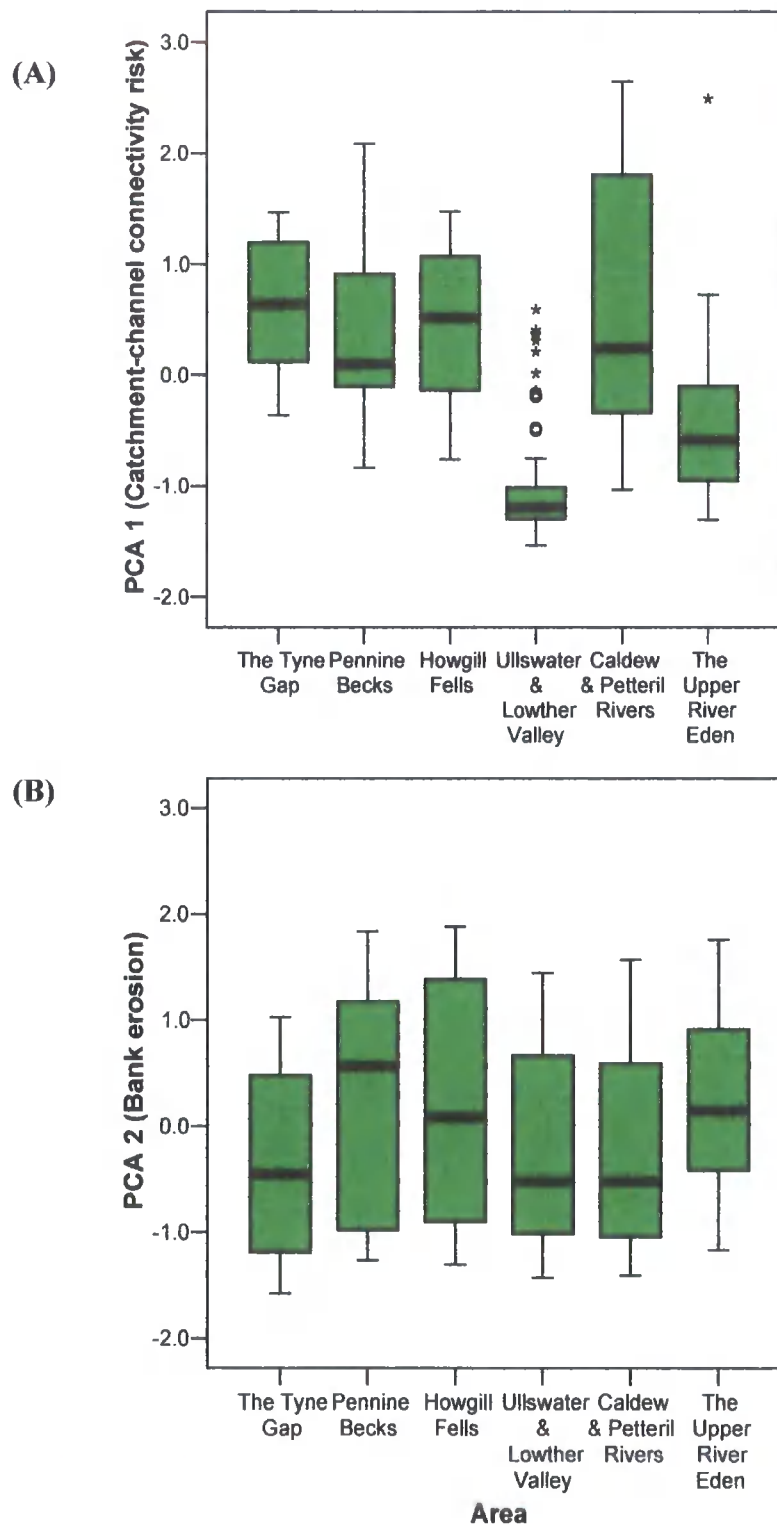 (A)
PCA 1 (Catchment-channel connectivity risk)
3.0
2.0
1.0
0.0
-1.0
-2.0
The Tyne
Gap
Pennine
Becks
Howgill
Fells
Ullswater
&
Lowther
Valley
Caldew
& Petteril
Rivers
The
Upper
River
Eden
(B)
PCA 2 (Bank erosion)
3.0
2.0
1.0
0.0
-1.0
-2.0
The Tyne
Gap
Pennine
Becks
Howgill
Fells
Ullswater
&
Lowther
Valley
Caldew
& Petteril
Rivers
The
Upper
River
Eden
Area